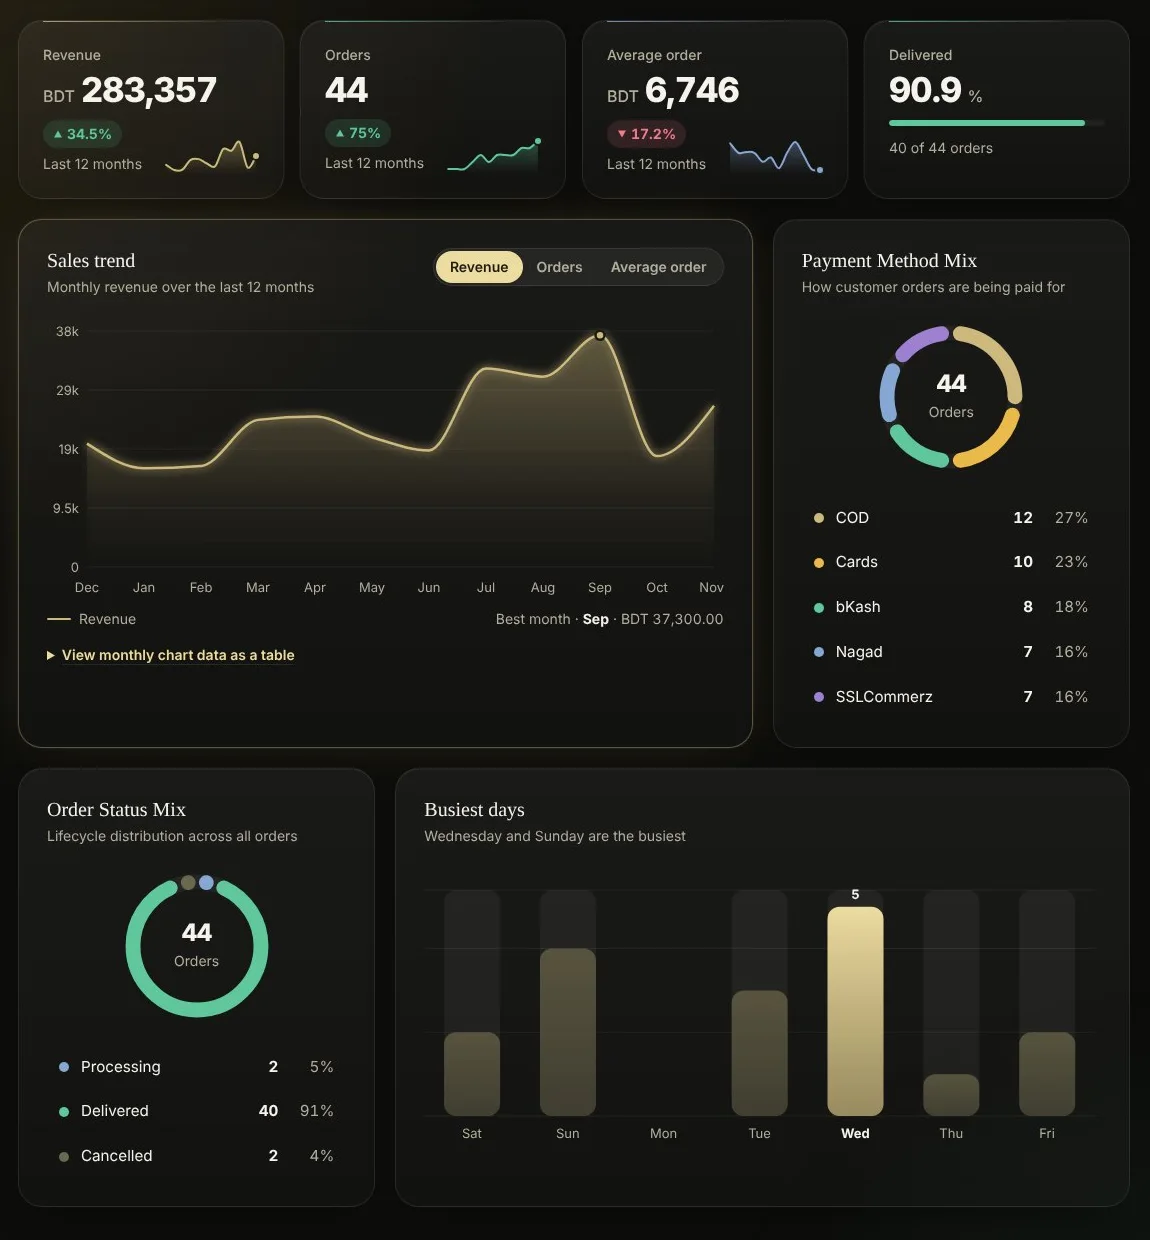 Revenue
BDT 283,357
▲ 34.5%
Last 12 months
Orders
44
▲ 75%
Last 12 months
Average order
BDT 6,746
▼ 17.2%
Last 12 months
Delivered
90.9 %
40 of 44 orders
Sales trend
Monthly revenue over the last 12 months
Revenue Orders Average order
38k
29k
19k
9.5k
0
Dec Jan Feb Mar Apr May Jun Jul Aug Sep Oct Nov
Revenue
Best month · Sep · BDT 37,300.00
▶ View monthly chart data as a table
Payment Method Mix
How customer orders are being paid for
44
Orders
COD 12 27%
Cards 10 23%
bKash 8 18%
Nagad 7 16%
SSLCommerz 7 16%
Order Status Mix
Lifecycle distribution across all orders
44
Orders
Processing 2 5%
Delivered 40 91%
Cancelled 2 4%
Busiest days
Wednesday and Sunday are the busiest
5
Sat Sun Mon Tue Wed Thu Fri